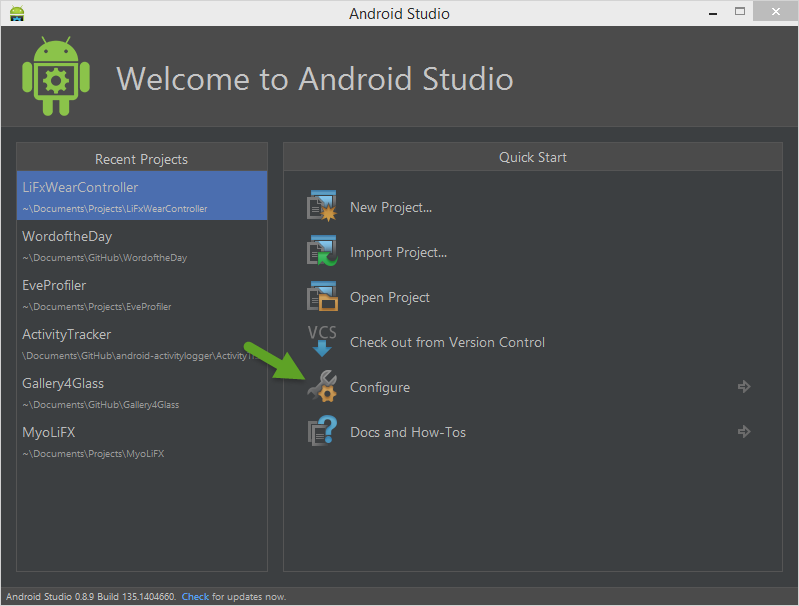 Android Studio
Welcome to Android Studio
Recent Projects
LiFxWearController
~\Documents\Projects\LiFxWearController
WordoftheDay
~\Documents\GitHub\WordoftheDay
EveProfiler
~\Documents\Projects\EveProfiler
ActivityTracker
\Documents\GitHub\android-activitylogger\ActivityT...
Gallery4Glass
~\Documents\GitHub\Gallery4Glass
MyoLiFX
~\Documents\Projects\MyoLiFX
Quick Start
New Project...
Import Project...
Open Project
VCS
Check out from Version Control
Configure
Docs and How-Tos
Android Studio 0.8.9 Build 135.1404660. Check for updates now.